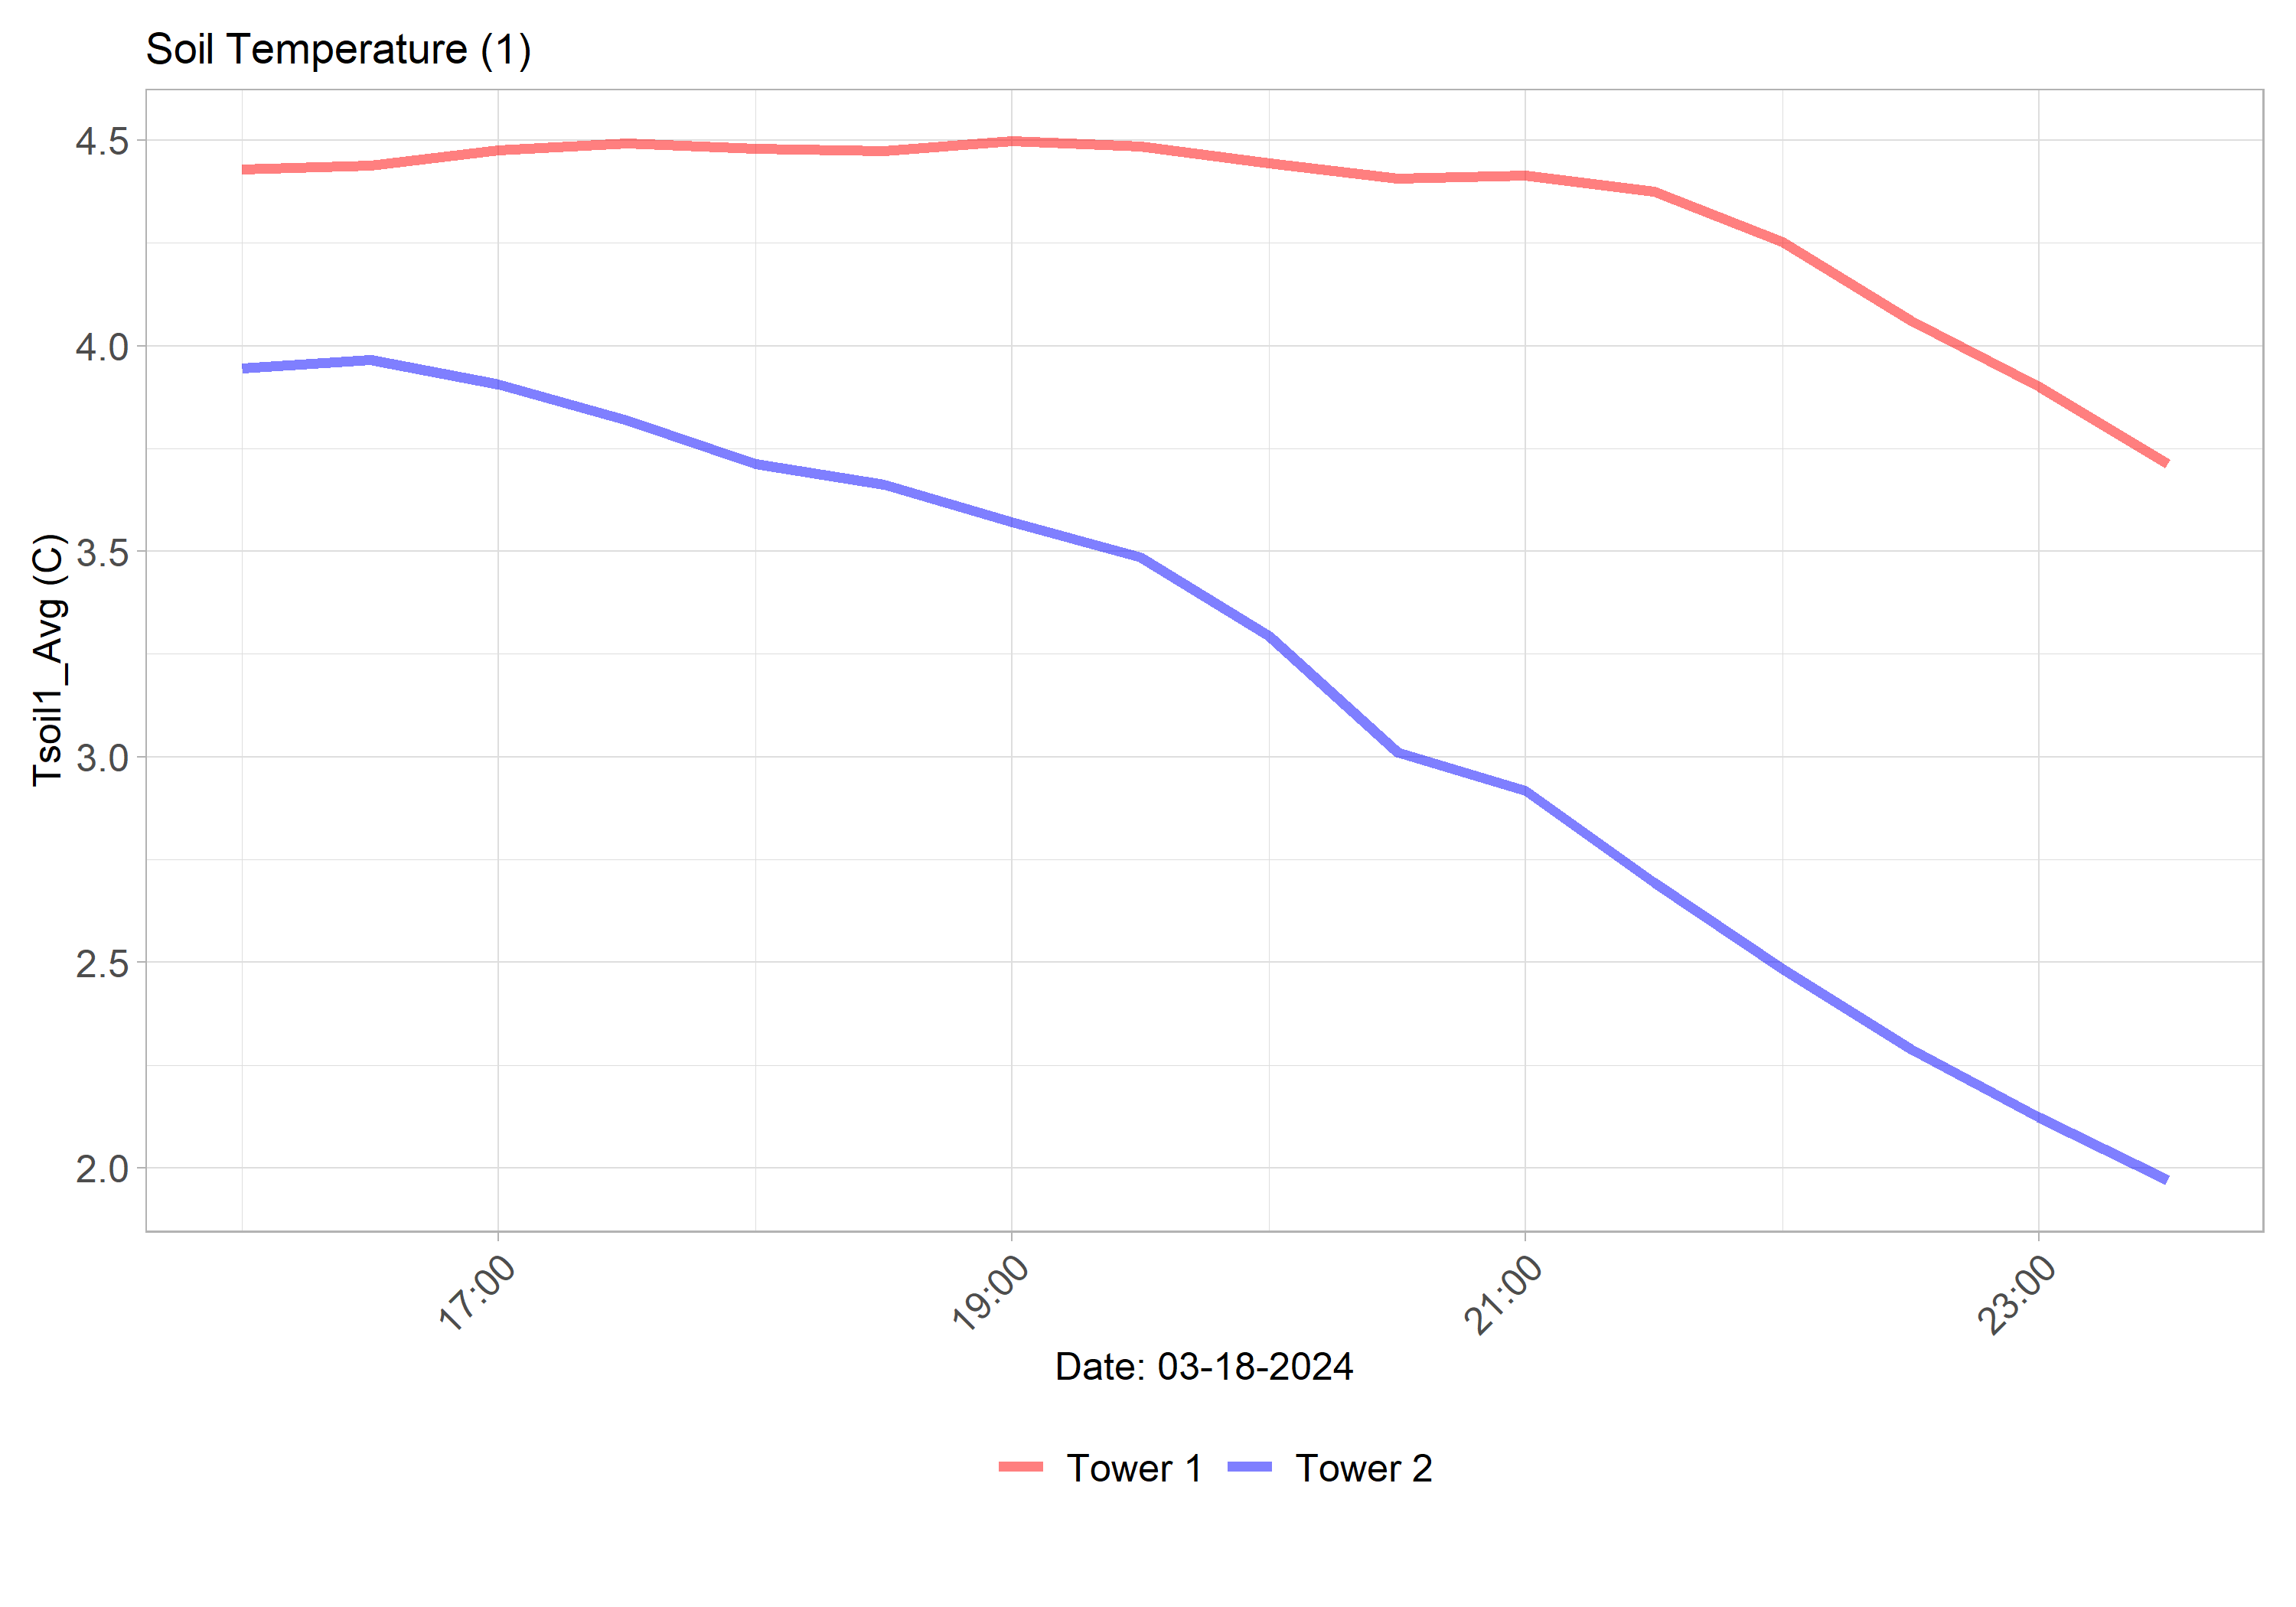 Soil Temperature (1)
Tsoil1_Avg (C)
4.5
4.0
3.5
3.0
2.5
2.0
17:00
19:00
21:00
23:00
Date: 03-18-2024
Tower 1
Tower 2